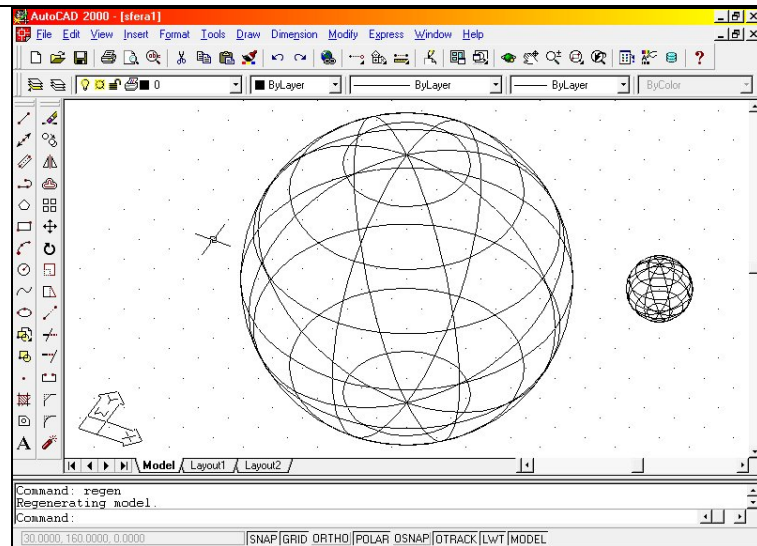 AutoCAD 2000 - [sfera1]
File Edit View Insert Format Tools Draw Dimension Modify Express Window Help
0 ByLayer ByLayer ByLayer ByColor
A
W Y X
Model Layout1 Layout2
Command: regen
Regenerating model.
Command:
30.0000, 160.0000, 0.0000 SNAP GRID ORTHO POLAR OSNAP OTRACK LWT MODEL